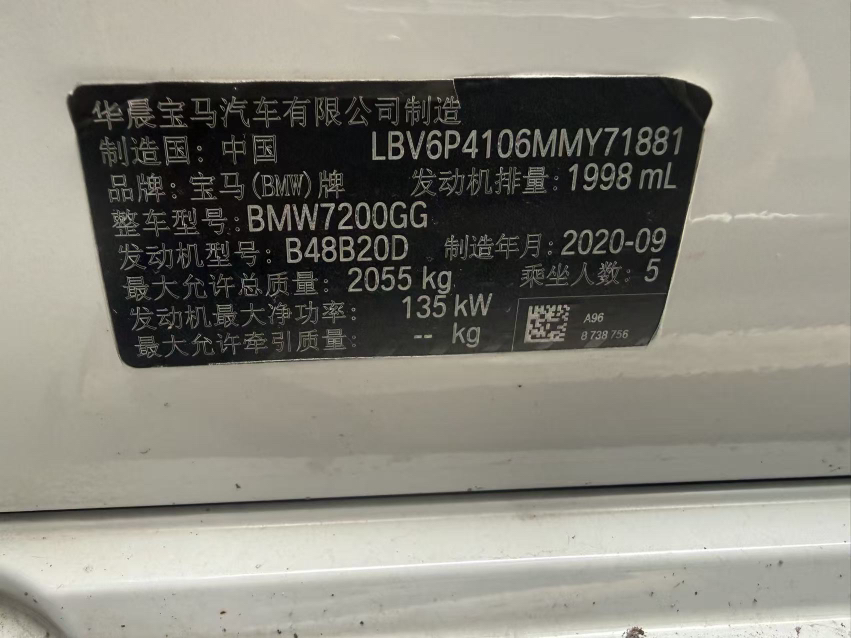 华晨宝马汽车有限公司制造
制造国：中国 LBV6P4106MMY71881
品牌：宝马(BMW)牌 发动机排量：1998 mL
整车型号：BMW7200GG
发动机型号：B48B20D 制造年月：2020-09
最大允许总质量：2055 kg 乘坐人数：5
发动机最大净功率：135 kW
最大允许牵引质量：-- kg
A96
8 738 756